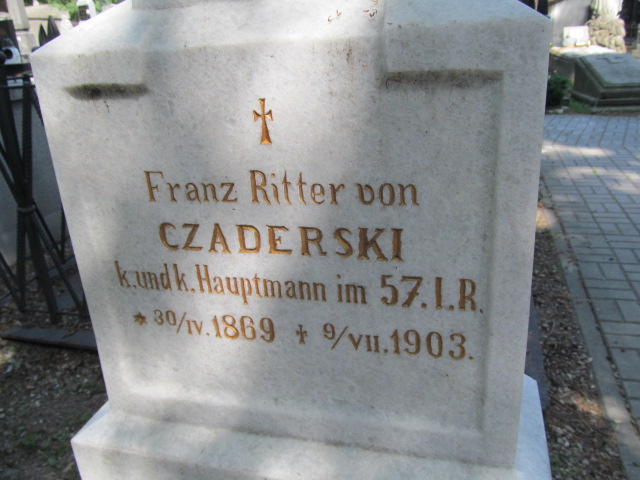 Franz Ritter von
CZADERSKI
k.und k. Hauptmann im 57. I.R.
* 30/IV. 1869 † 9/VII. 1903.